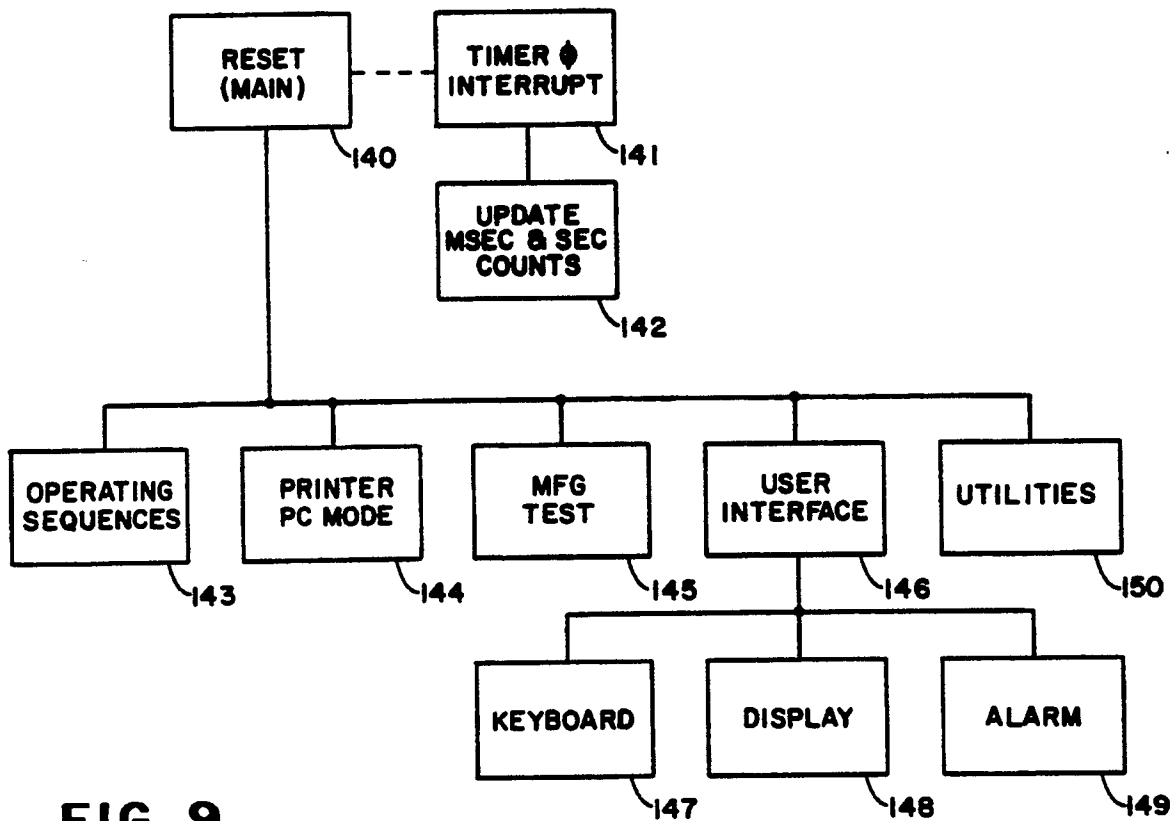 RESET
(MAIN)
140
TIMER ϕ
INTERRUPT
141
UPDATE
MSEC & SEC
COUNTS
142
OPERATING
SEQUENCES
143
PRINTER
PC MODE
144
MFG
TEST
145
USER
INTERFACE
146
UTILITIES
150
KEYBOARD
147
DISPLAY
148
ALARM
149
FIG. 9